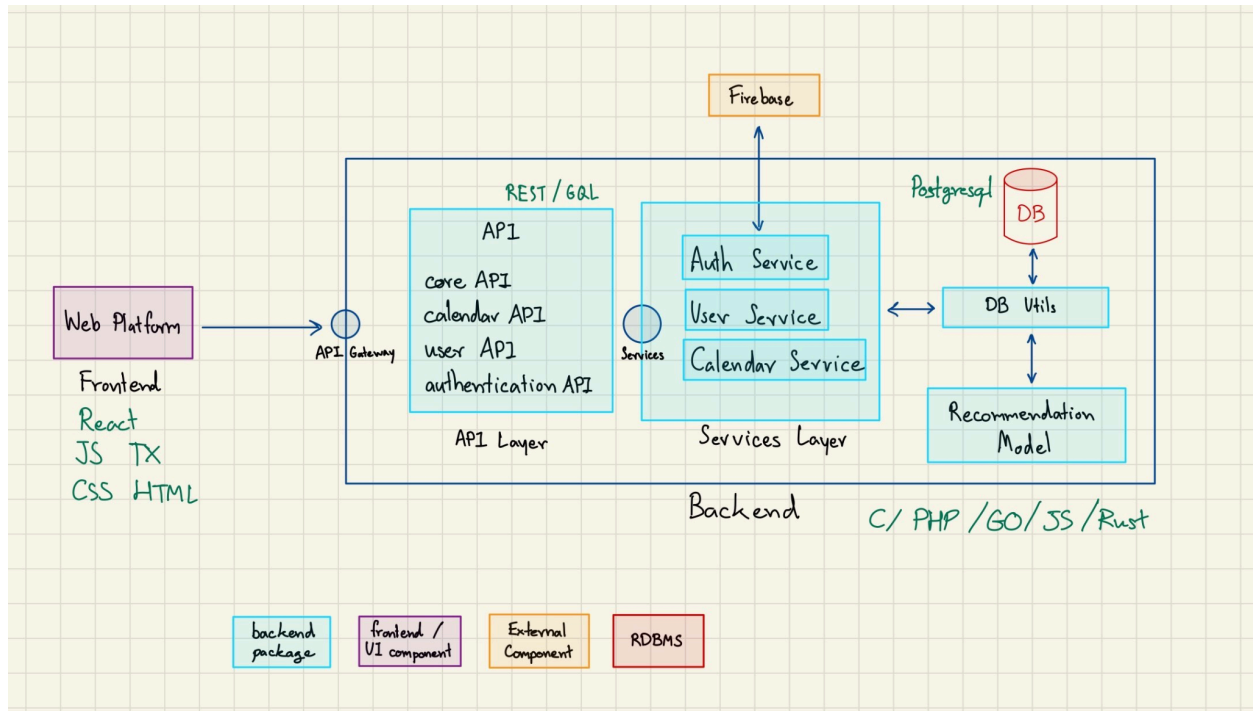 Firebase
REST / GQL
Postgresql
DB
API
core API
calendar API
user API
authentication API
API Layer
Auth Service
User Service
Calendar Service
Services Layer
DB Utils
Recommendation
Model
Web Platform
API Gateway
Services
Frontend
React
JS TX
CSS HTML
Backend
C/ PHP /GO/ JS /Rust
backend
package
frontend /
UI component
External
Component
RDBMS